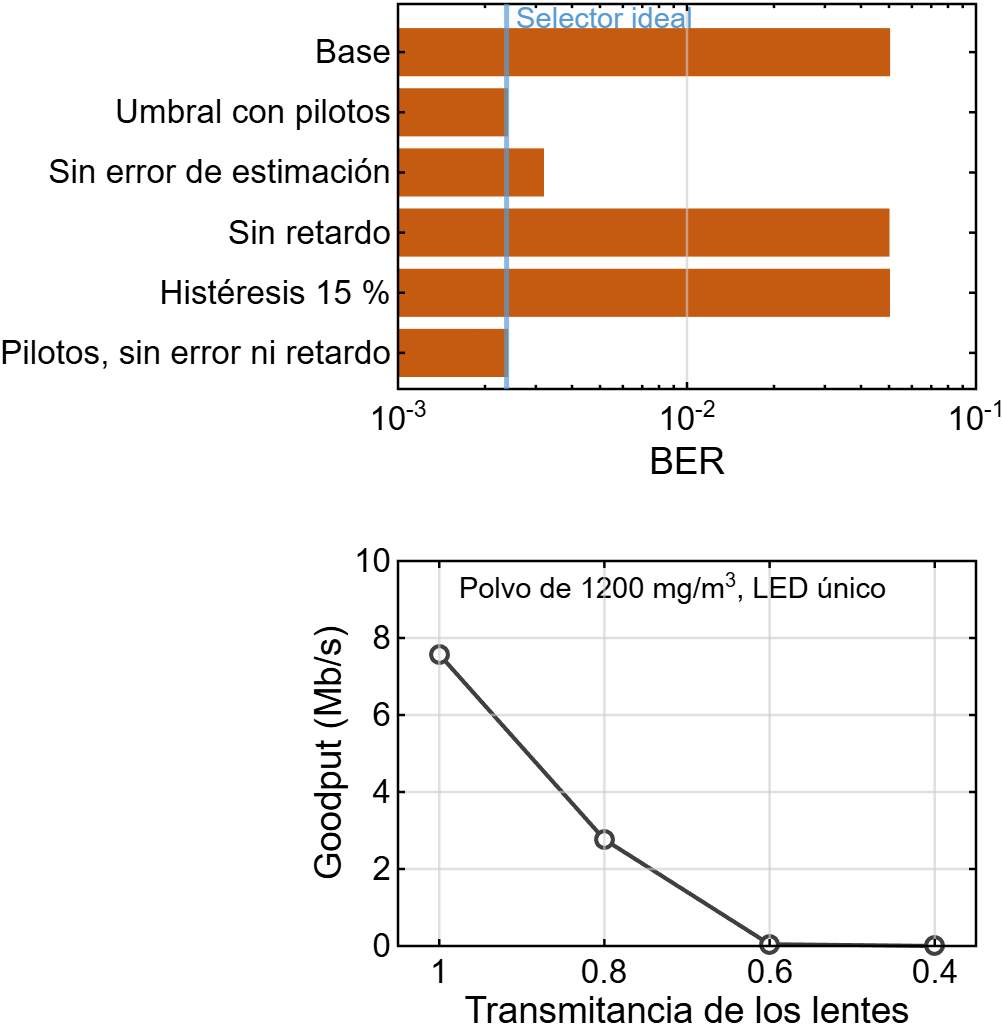 Selector ideal
Base
Umbral con pilotos
Sin error de estimación
Sin retardo
Histéresis 15 %
Pilotos, sin error ni retardo
10^-3 10^-2 10^-1
BER
Polvo de 1200 mg/m³, LED único
10
8
6
4
2
0
Goodput (Mb/s)
1 0.8 0.6 0.4
Transmitancia de los lentes